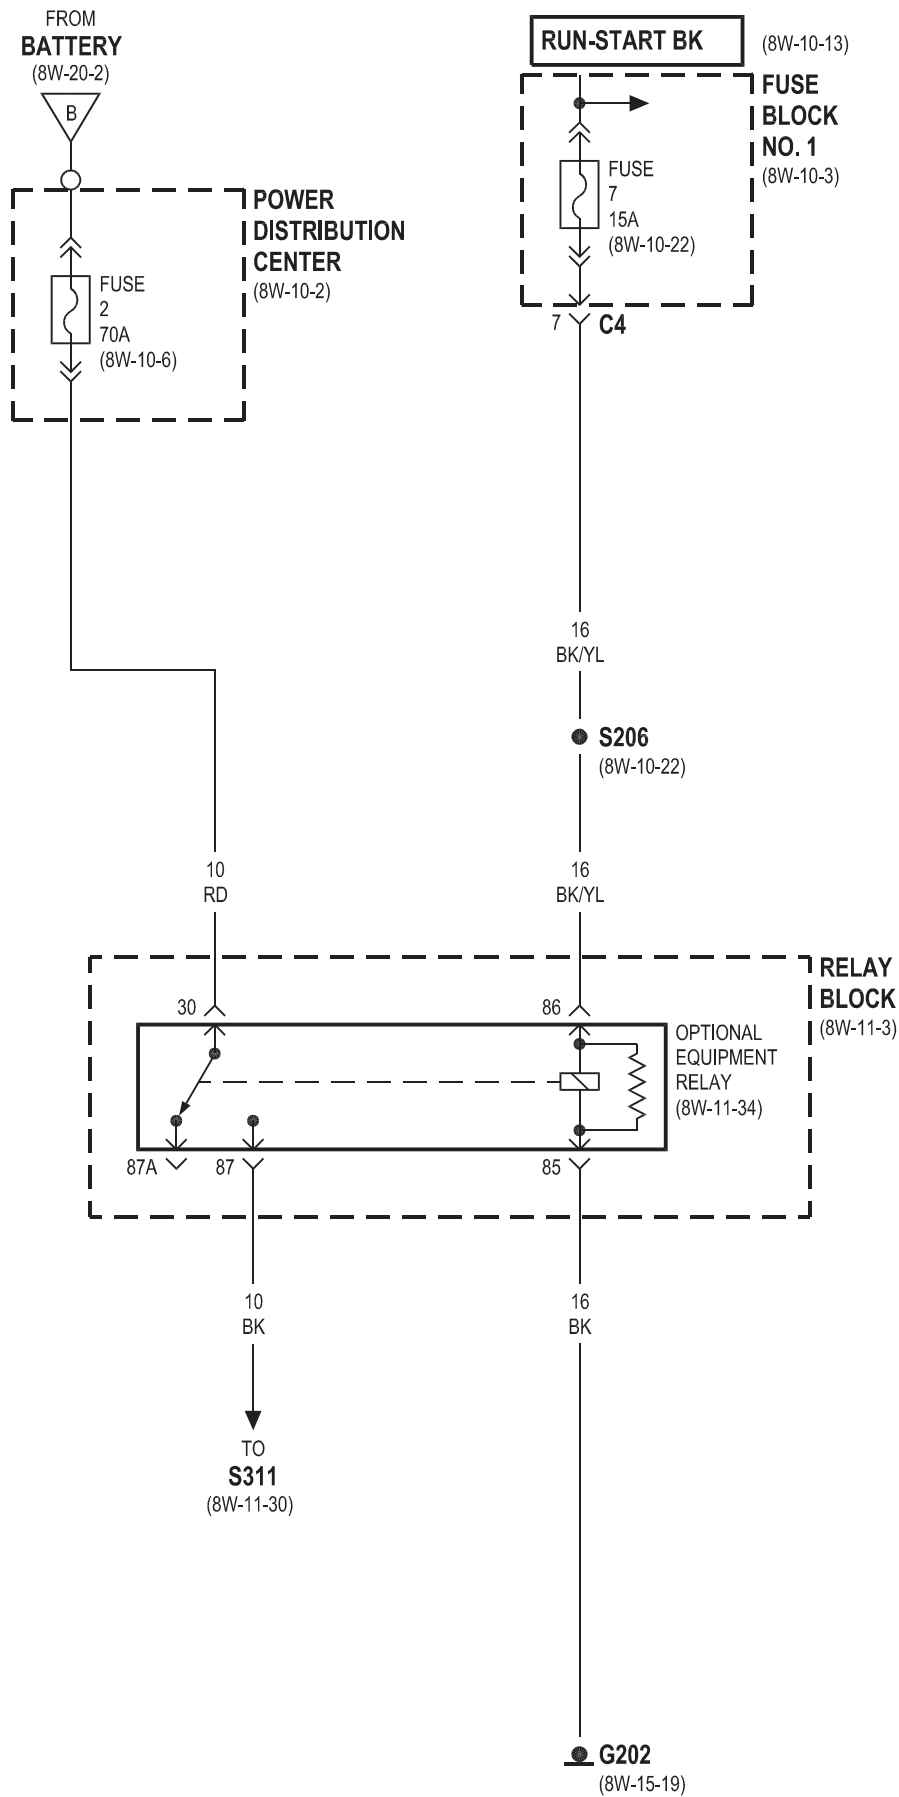 FROM
BATTERY
(8W-20-2)
B
RUN-START BK
(8W-10-13)
FUSE
BLOCK
NO. 1
(8W-10-3)
FUSE
7
15A
(8W-10-22)
7
C4
POWER
DISTRIBUTION
CENTER
(8W-10-2)
FUSE
2
70A
(8W-10-6)
16
BK/YL
S206
(8W-10-22)
10
RD
16
BK/YL
RELAY
BLOCK
(8W-11-3)
30
86
OPTIONAL
EQUIPMENT
RELAY
(8W-11-34)
87A
87
85
10
BK
16
BK
TO
S311
(8W-11-30)
G202
(8W-15-19)